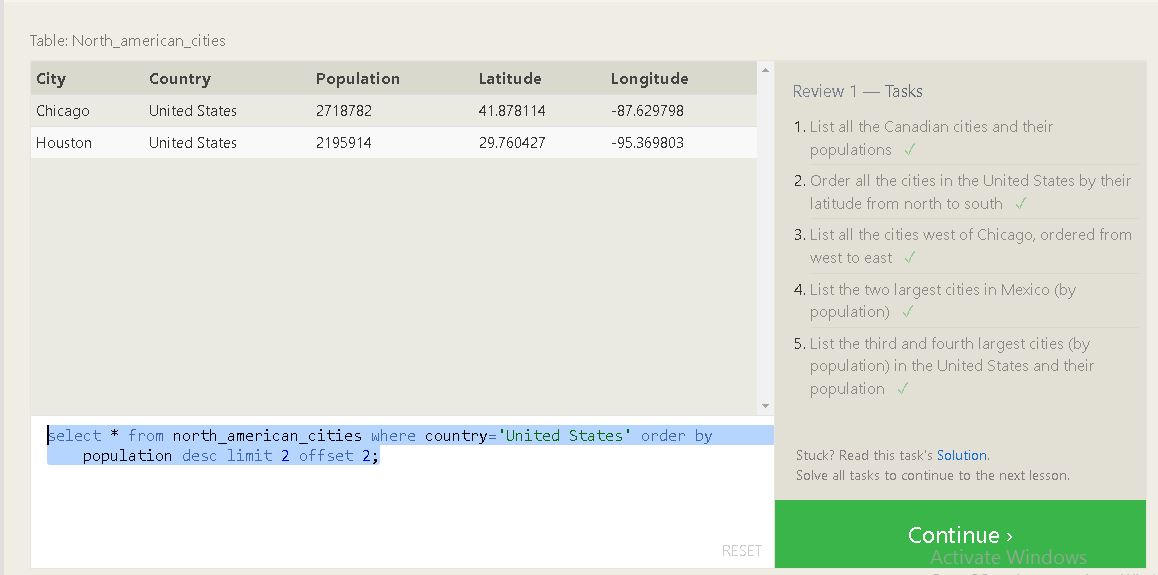 Table: North_american_cities
City Country Population Latitude Longitude
Chicago United States 2718782 41.878114 -87.629798
Houston United States 2195914 29.760427 -95.369803
select * from north_american_cities where country='United States' order by
population desc limit 2 offset 2;
RESET
Review 1 — Tasks
1. List all the Canadian cities and their
populations ✓
2. Order all the cities in the United States by their
latitude from north to south ✓
3. List all the cities west of Chicago, ordered from
west to east ✓
4. List the two largest cities in Mexico (by
population) ✓
5. List the third and fourth largest cities (by
population) in the United States and their
population ✓
Stuck? Read this task's Solution.
Solve all tasks to continue to the next lesson.
Continue ›
Activate Windows